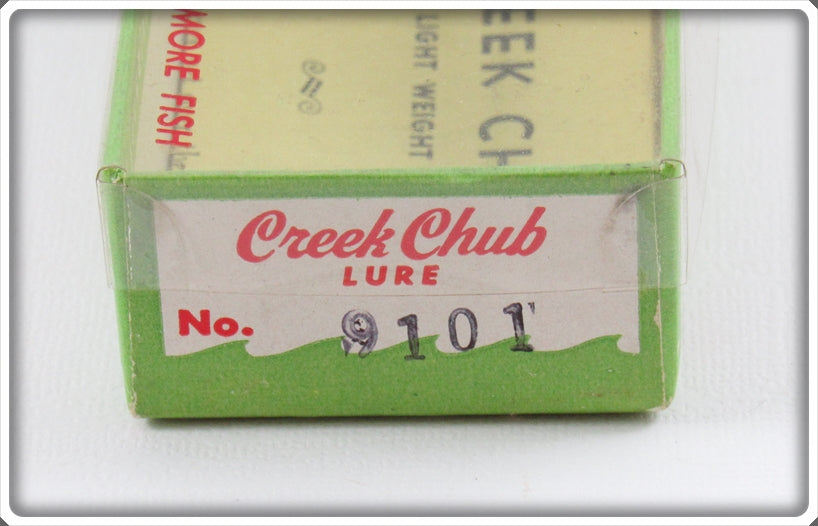 MORE FISH
LIGHT WEIGHT
EEK CH
Creek Chub
LURE
No. 9101